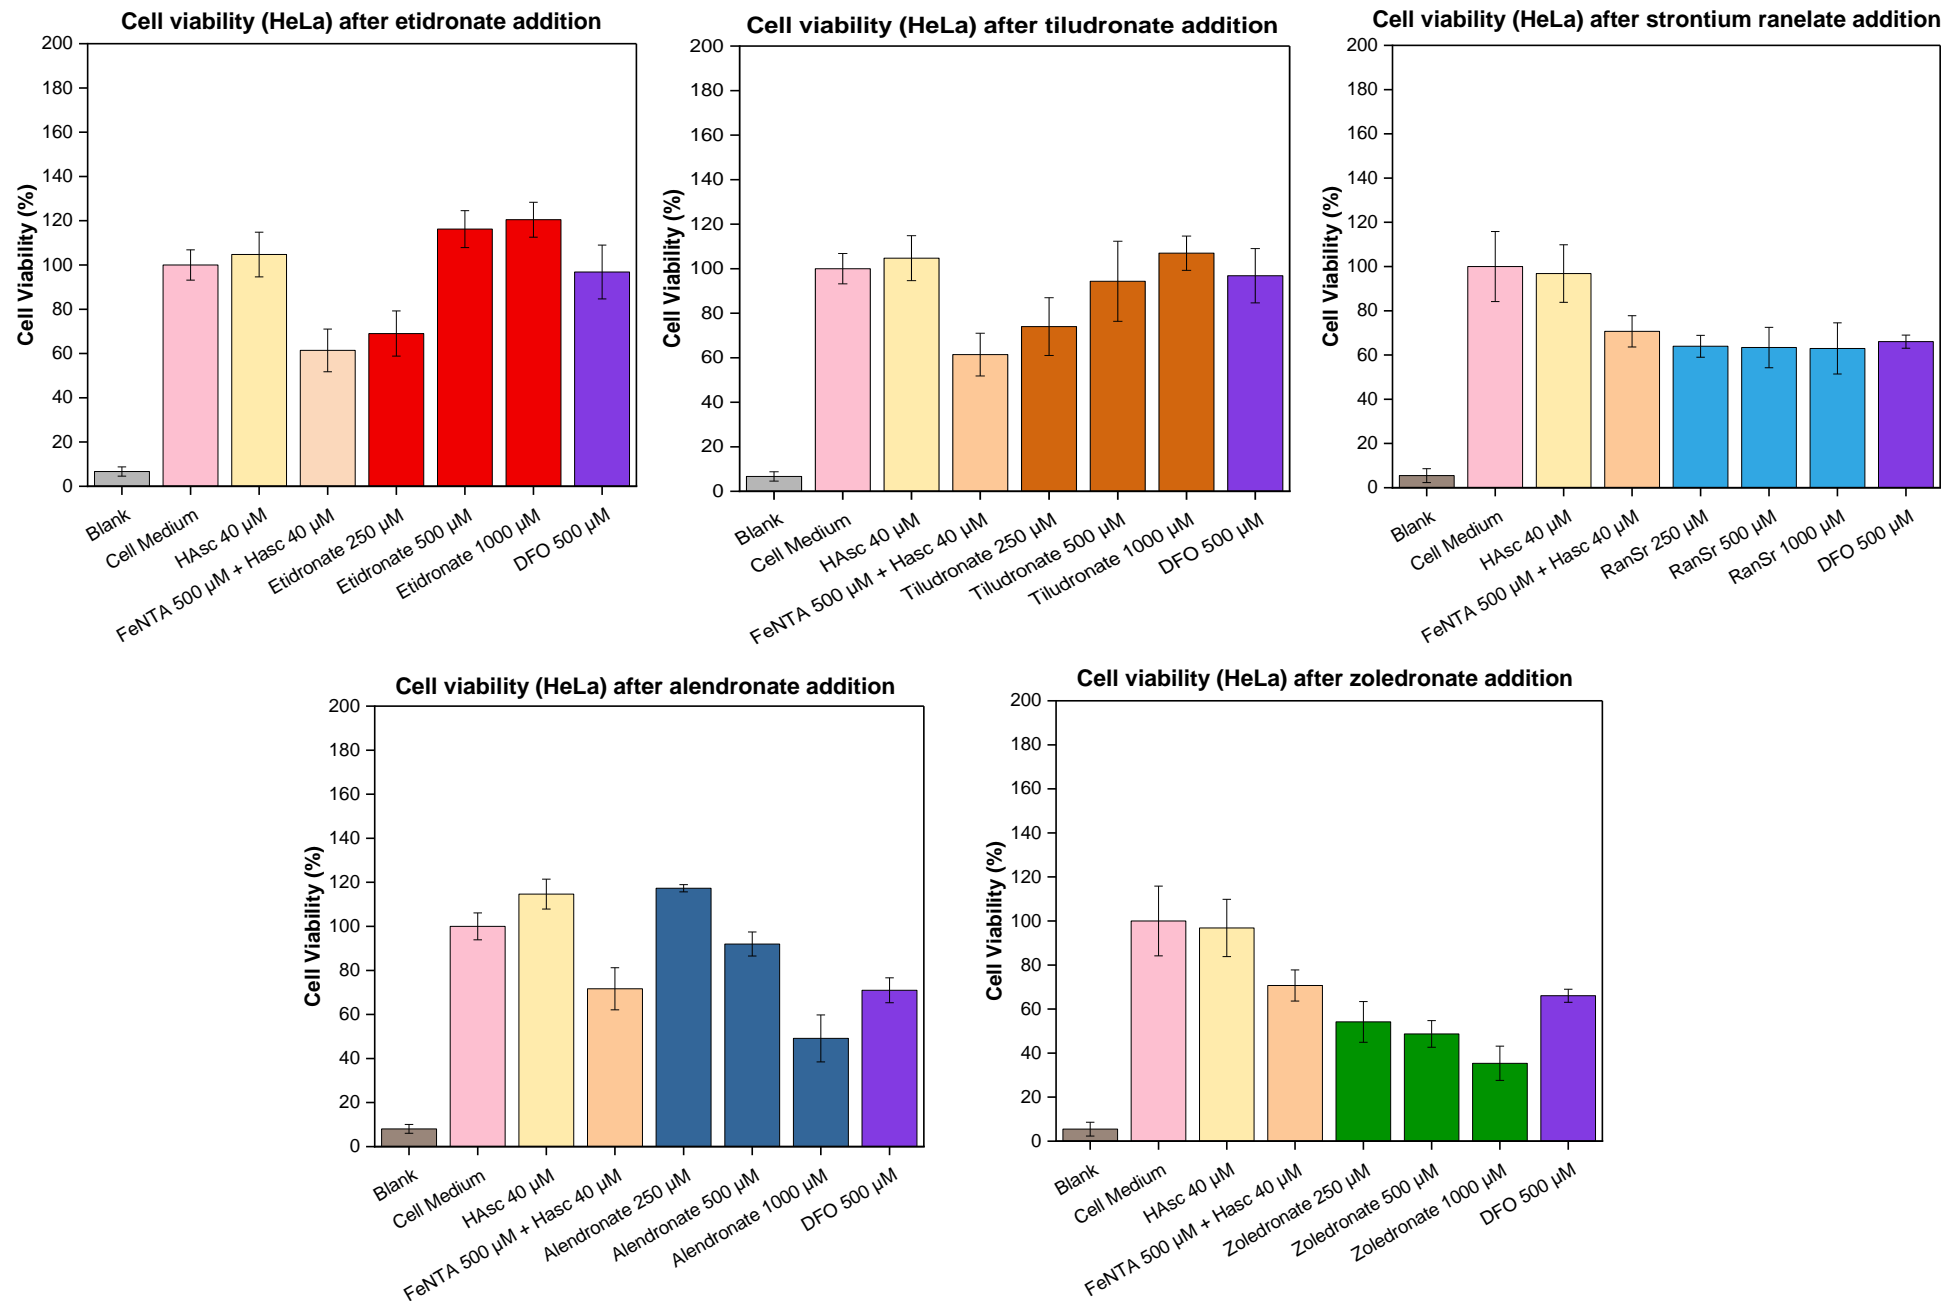 Cell viability (HeLa) after etidronate addition
Cell Viability (%)
200
180
160
140
120
100
80
60
40
20
0
Blank
Cell Medium
HAsc 40 µM
FeNTA 500 µM + Hasc 40 µM
Etidronate 250 µM
Etidronate 500 µM
Etidronate 1000 µM
DFO 500 µM
Cell viability (HeLa) after tiludronate addition
Cell Viability (%)
200
180
160
140
120
100
80
60
40
20
0
Blank
Cell Medium
HAsc 40 µM
FeNTA 500 µM + Hasc 40 µM
Tiludronate 250 µM
Tiludronate 500 µM
Tiludronate 1000 µM
DFO 500 µM
Cell viability (HeLa) after strontium ranelate addition
Cell Viability (%)
200
180
160
140
120
100
80
60
40
20
0
Blank
Cell Medium
HAsc 40 µM
FeNTA 500 µM + Hasc 40 µM
RanSr 250 µM
RanSr 500 µM
RanSr 1000 µM
DFO 500 µM
Cell viability (HeLa) after alendronate addition
Cell Viability (%)
200
180
160
140
120
100
80
60
40
20
0
Blank
Cell Medium
HAsc 40 µM
FeNTA 500 µM + Hasc 40 µM
Alendronate 250 µM
Alendronate 500 µM
Alendronate 1000 µM
DFO 500 µM
Cell viability (HeLa) after zoledronate addition
Cell Viability (%)
200
180
160
140
120
100
80
60
40
20
0
Blank
Cell Medium
HAsc 40 µM
FeNTA 500 µM + Hasc 40 µM
Zoledronate 250 µM
Zoledronate 500 µM
Zoledronate 1000 µM
DFO 500 µM